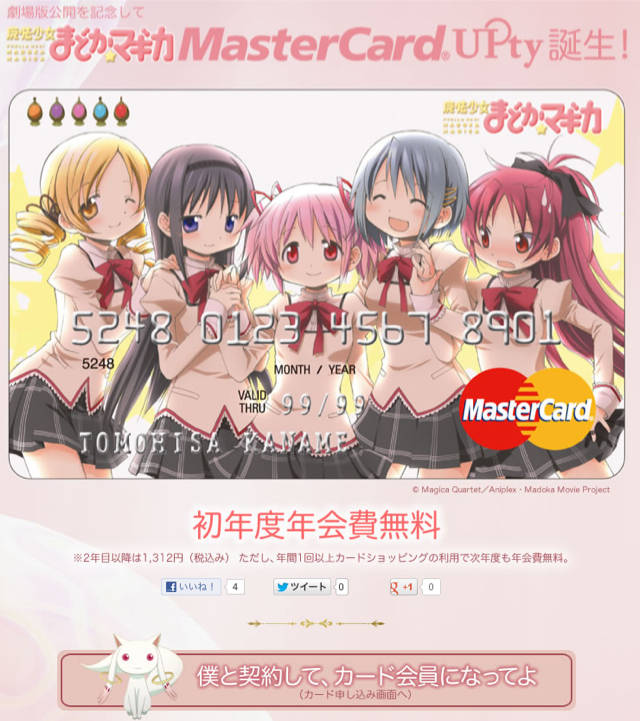 劇場版公開を記念して
魔法少女まどか☆マギカ MasterCard® UPty 誕生!
魔法少女まどか☆マギカ
PUELLA MAGI
MADOKA
MAGICA
5248 0123 4567 8901
5248
MONTH / YEAR
VALID
THRU 99/99
TOMOHISA KANAME
MasterCard
© Magica Quartet/Aniplex・Madoka Movie Project
初年度年会費無料
※2年目以降は1,312円(税込み) ただし、年間1回以上カードショッピングの利用で次年度も年会費無料。
いいね! 4 ツイート 0 g +1 0
僕と契約して、カード会員になってよ
(カード申し込み画面へ)